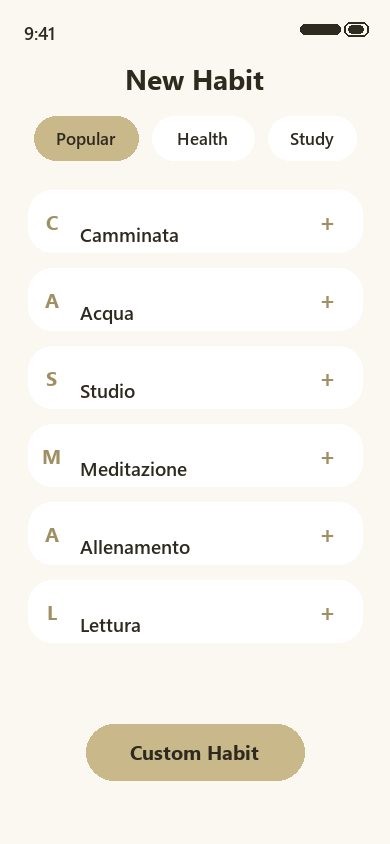 9:41
New Habit
Popular Health Study
C Camminata +
A Acqua +
S Studio +
M Meditazione +
A Allenamento +
L Lettura +
Custom Habit